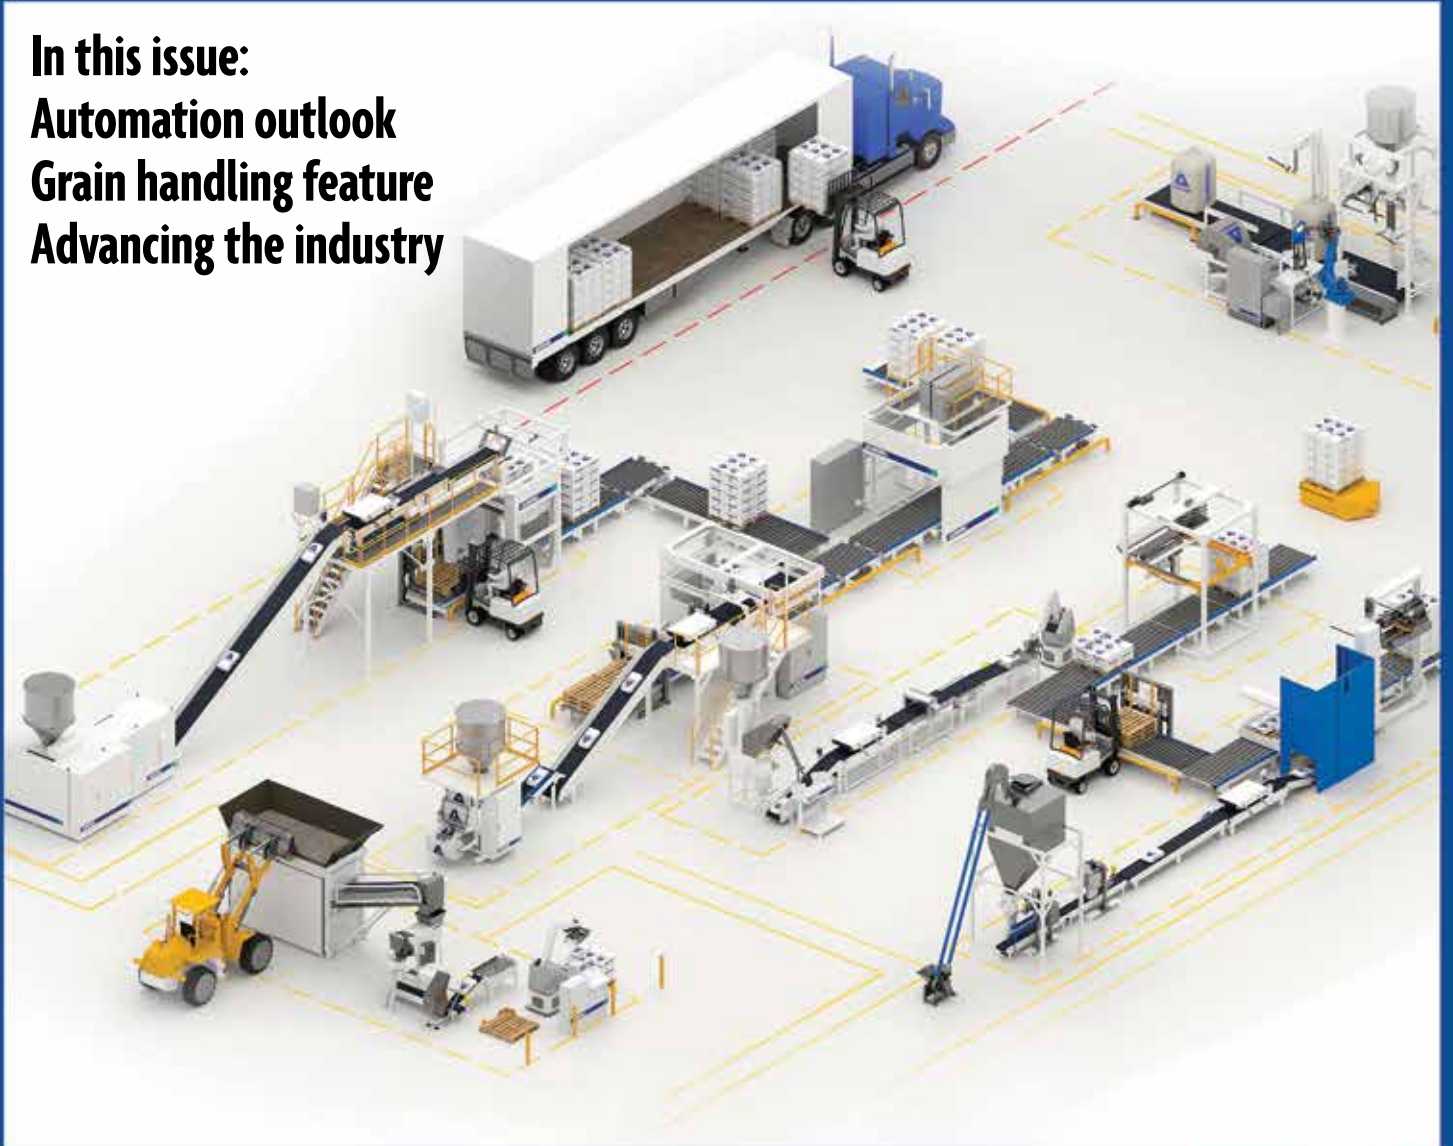 In this issue:
Automation outlook
Grain handling feature
Advancing the industry